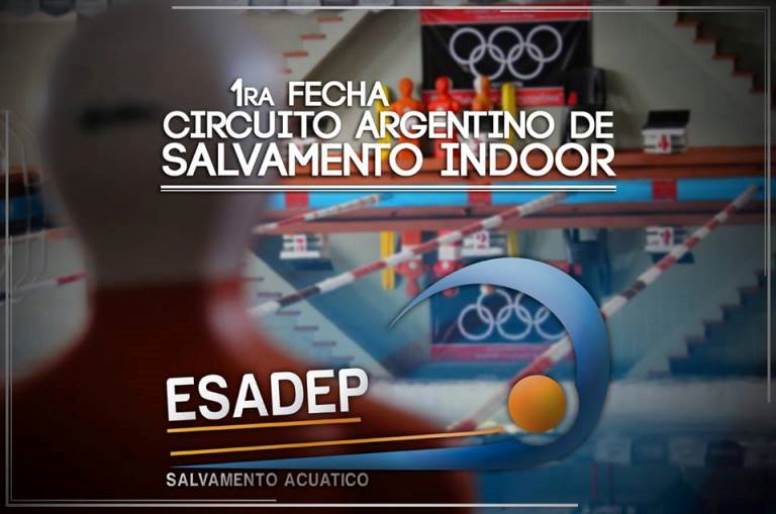 1RA FECHA
CIRCUITO ARGENTINO DE
SALVAMENTO INDOOR
ESADEP
SALVAMENTO ACUATICO